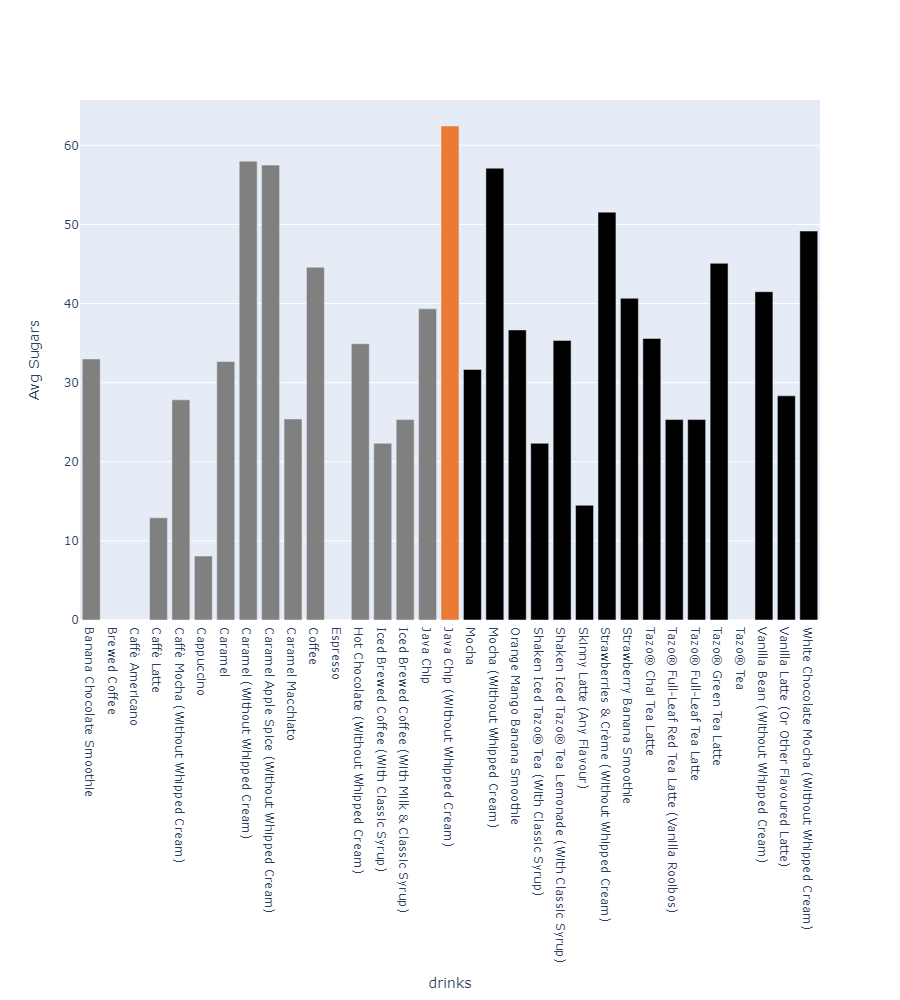 60
50
40
30
20
10
0
Avg Sugars
Banana Chocolate Smoothie
Brewed Coffee
Caffè Americano
Caffè Latte
Caffè Mocha (Without Whipped Cream)
Cappuccino
Caramel
Caramel (Without Whipped Cream)
Caramel Apple Spice (Without Whipped Cream)
Caramel Macchiato
Coffee
Espresso
Hot Chocolate (Without Whipped Cream)
Iced Brewed Coffee (With Classic Syrup)
Iced Brewed Coffee (With Milk & Classic Syrup)
Java Chip
Java Chip (Without Whipped Cream)
Mocha
Mocha (Without Whipped Cream)
Orange Mango Banana Smoothie
Shaken Iced Tazo® Tea (With Classic Syrup)
Shaken Iced Tazo® Tea Lemonade (With Classic Syrup)
Skinny Latte (Any Flavour)
Strawberries & Crème (Without Whipped Cream)
Strawberry Banana Smoothie
Tazo® Chai Tea Latte
Tazo® Full-Leaf Red Tea Latte (Vanilla Rooibos)
Tazo® Full-Leaf Tea Latte
Tazo® Green Tea Latte
Tazo® Tea
Vanilla Bean (Without Whipped Cream)
Vanilla Latte (Or Other Flavoured Latte)
White Chocolate Mocha (Without Whipped Cream)
drinks